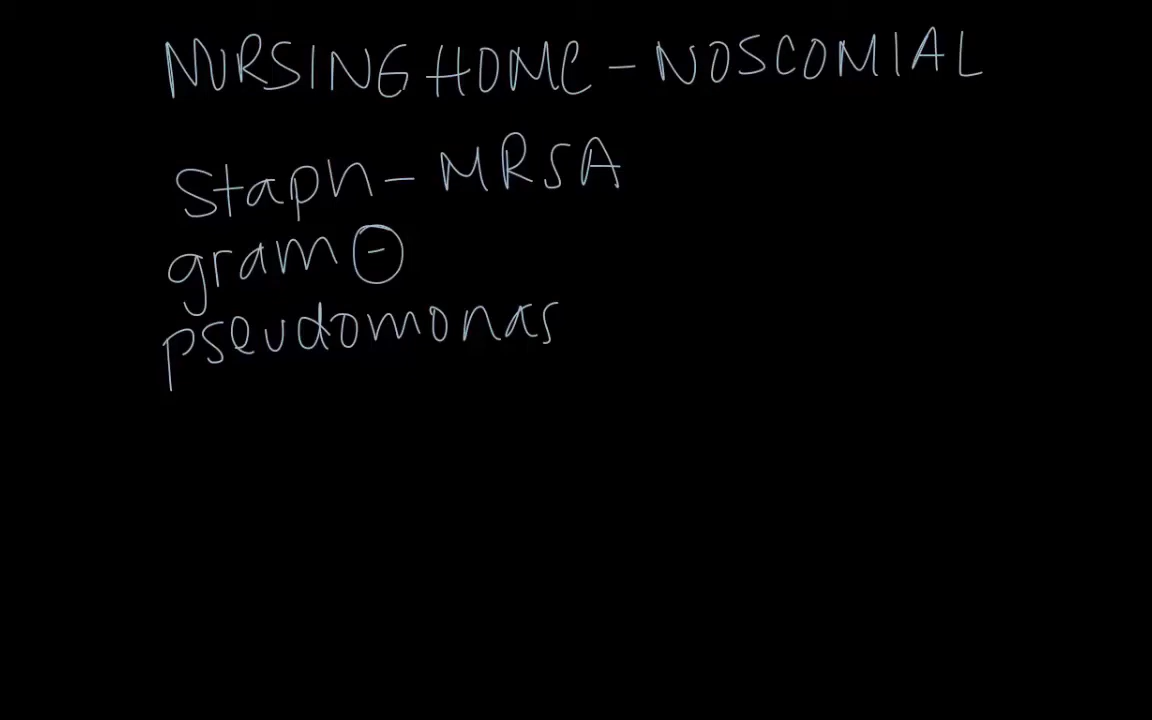 NURSING HOME - NOSCOMIAL
Staph - MRSA
gram ⊖
pseudomonas